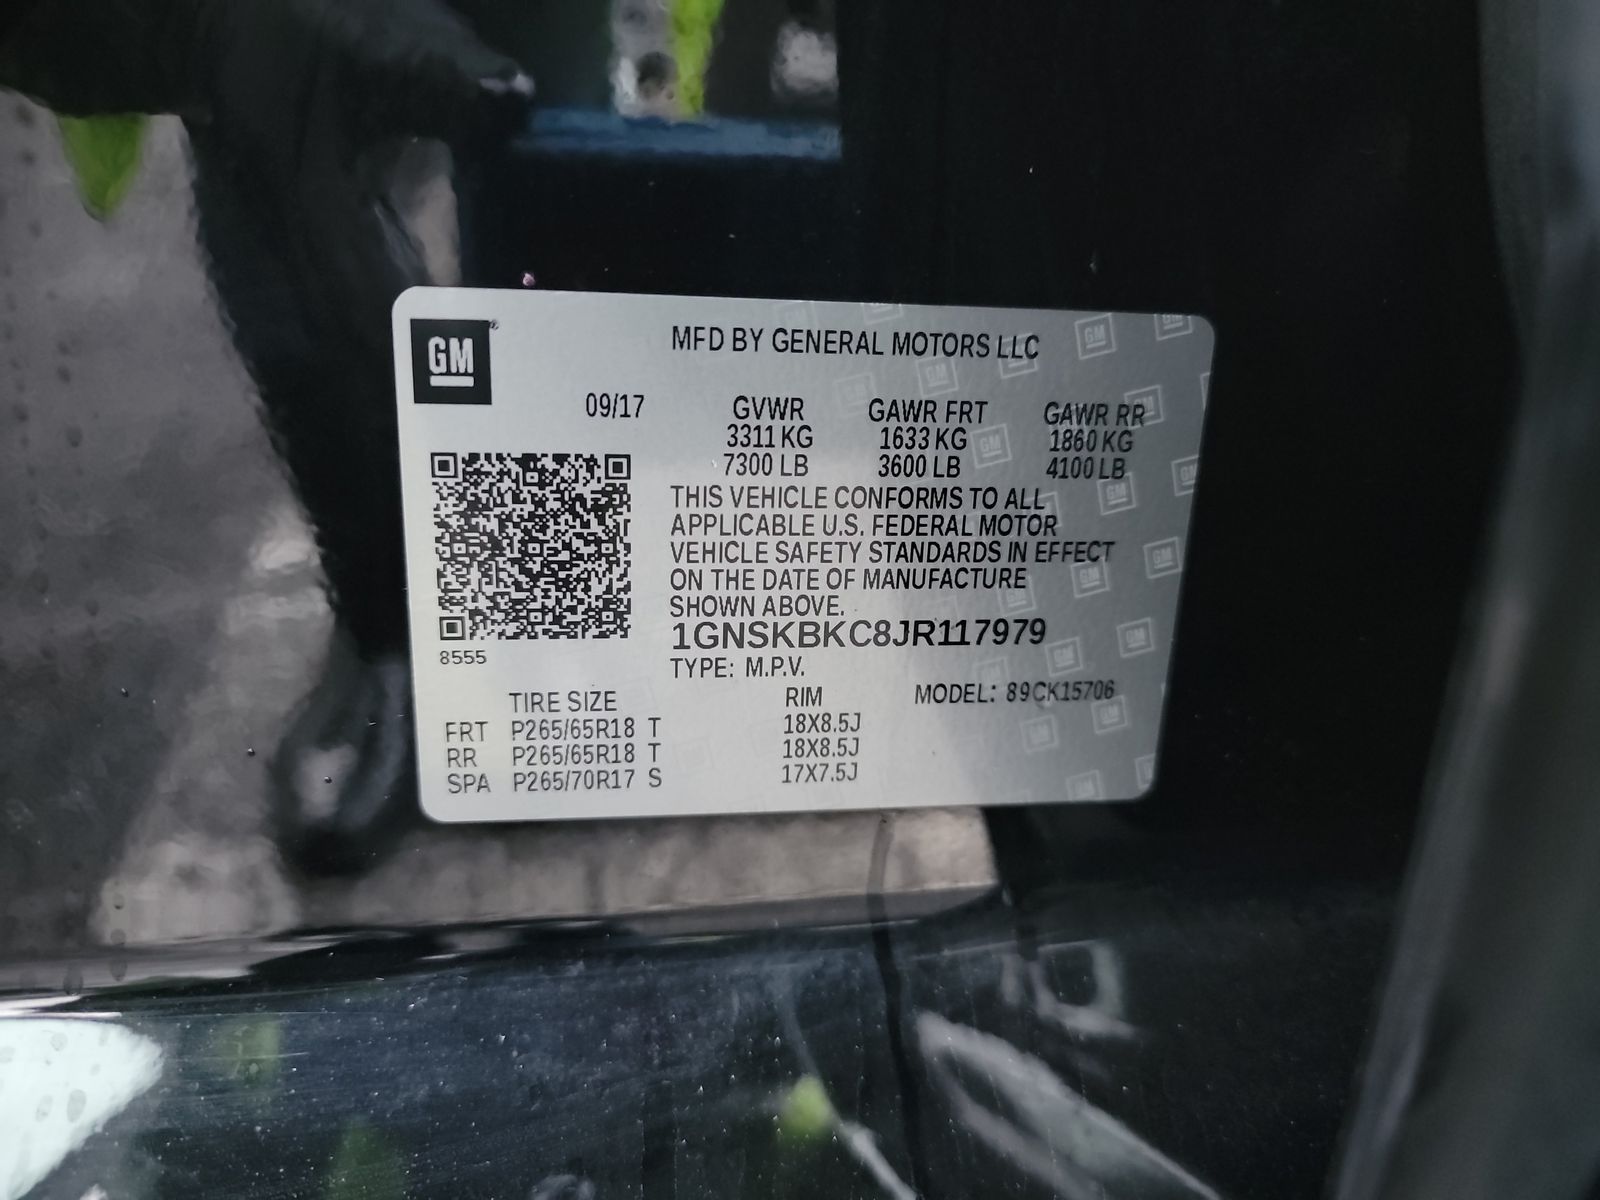 GM
MFD BY GENERAL MOTORS LLC
09/17 GVWR GAWR FRT GAWR RR
3311 KG 1633 KG 1860 KG
7300 LB 3600 LB 4100 LB
THIS VEHICLE CONFORMS TO ALL
APPLICABLE U.S. FEDERAL MOTOR
VEHICLE SAFETY STANDARDS IN EFFECT
ON THE DATE OF MANUFACTURE
SHOWN ABOVE.
1GNSKBKC8JR117979
8555
TYPE: M.P.V.
TIRE SIZE RIM MODEL: 89CK15706
FRT P265/65R18 T 18X8.5J
RR P265/65R18 T 18X8.5J
SPA P265/70R17 S 17X7.5J